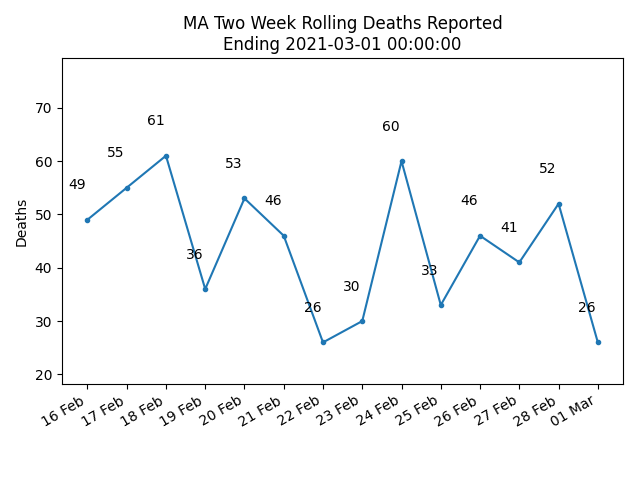 MA Two Week Rolling Deaths Reported
Ending 2021-03-01 00:00:00
Deaths
70
60
50
40
30
20
49
55
61
36
53
46
26
30
60
33
46
41
52
26
16 Feb
17 Feb
18 Feb
19 Feb
20 Feb
21 Feb
22 Feb
23 Feb
24 Feb
25 Feb
26 Feb
27 Feb
28 Feb
01 Mar